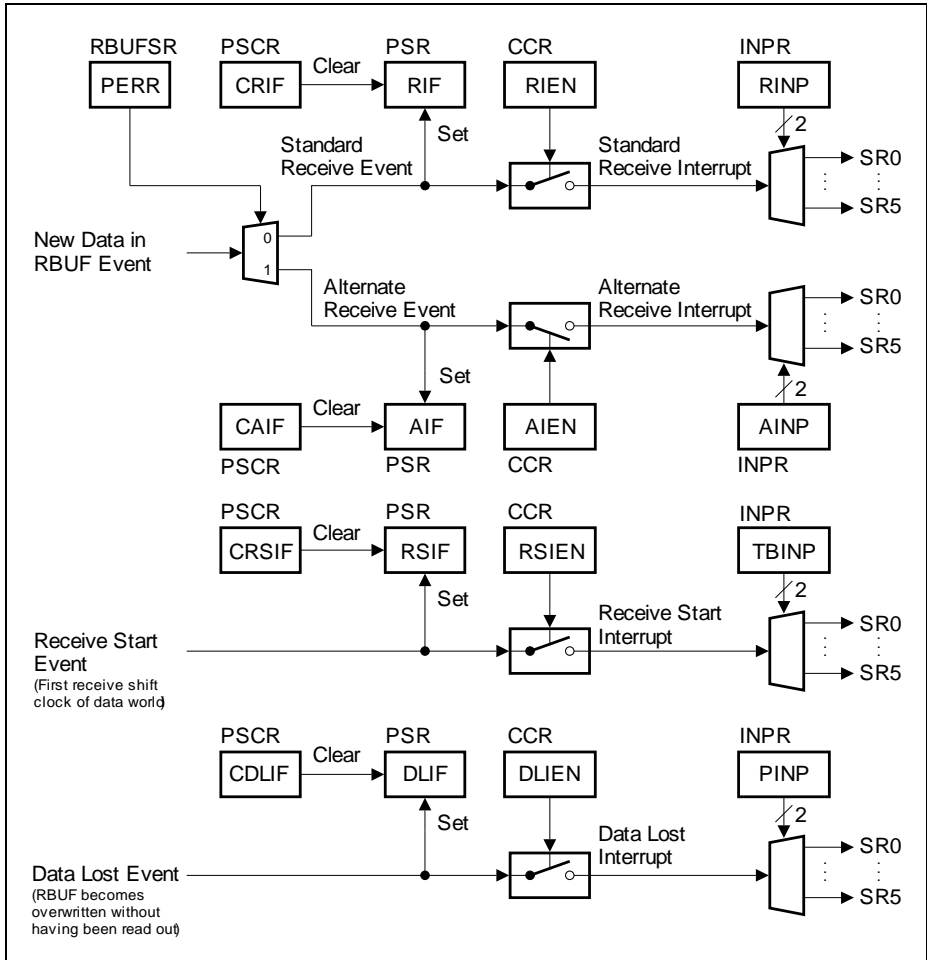 RBUFSR
PSCR
PSR
CCR
INPR
PERR
CRIF
Clear
RIF
RIEN
RINP
2
Set
Standard
Receive Event
Standard
Receive Interrupt
SR0
SR5
New Data in
RBUF Event
0
1
Alternate
Receive Event
Alternate
Receive Interrupt
SR0
SR5
Set
2
CAIF
Clear
AIF
AIEN
AINP
PSCR
PSR
CCR
INPR
PSCR
PSR
CCR
INPR
CRSIF
Clear
RSIF
RSIEN
TBINP
2
Set
Receive Start
Interrupt
SR0
SR5
Receive Start
Event
(First receive shift
clock of data world)
PSCR
PSR
CCR
INPR
CDLIF
Clear
DLIF
DLIEN
PINP
2
Set
Data Lost
Interrupt
SR0
SR5
Data Lost Event
(RBUF becomes
overwritten without
having been read out)